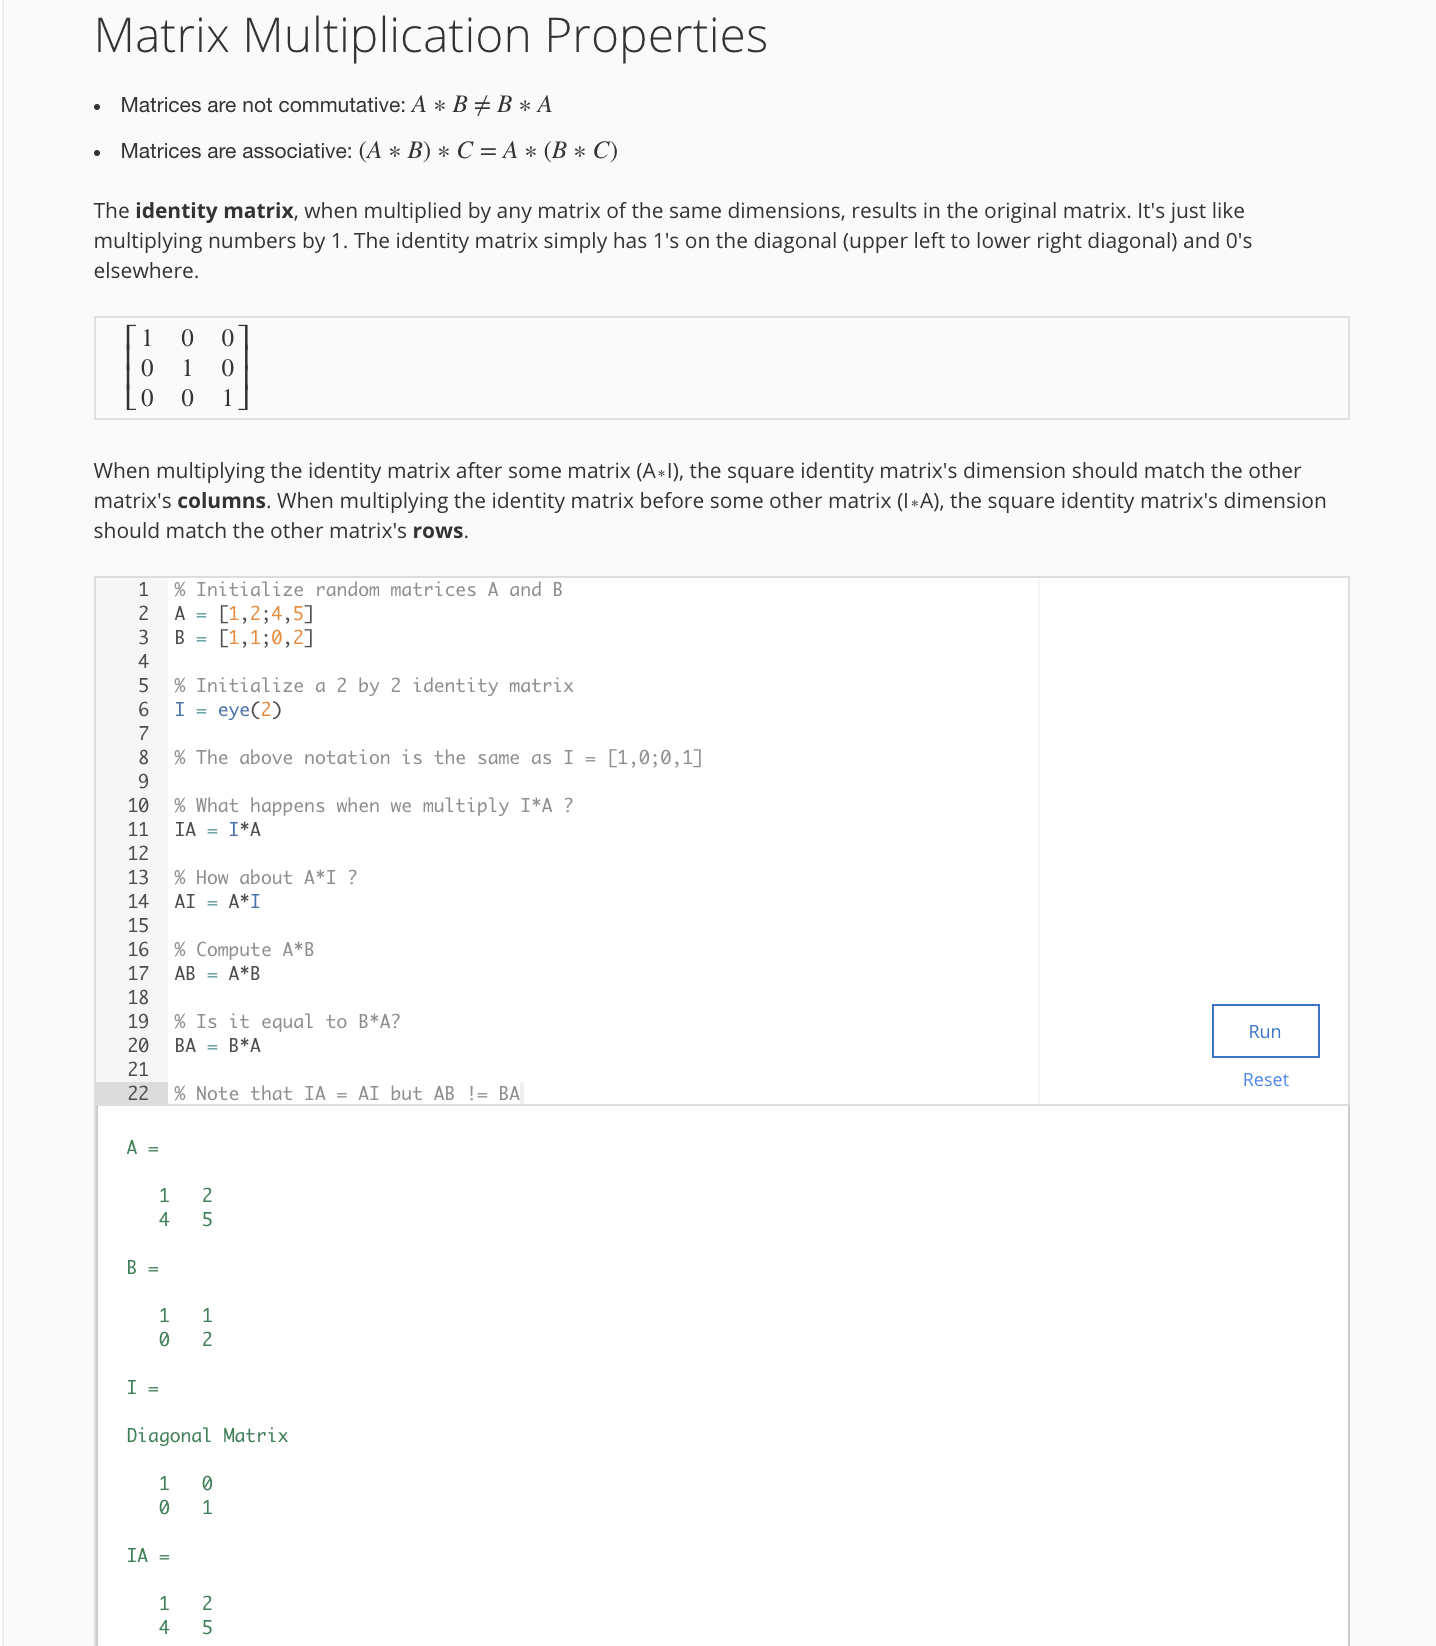 Matrix Multiplication Properties
• Matrices are not commutative: A ∗ B ≠ B ∗ A
• Matrices are associative: (A ∗ B) ∗ C = A ∗ (B ∗ C)
The identity matrix, when multiplied by any matrix of the same dimensions, results in the original matrix. It's just like
multiplying numbers by 1. The identity matrix simply has 1's on the diagonal (upper left to lower right diagonal) and 0's
elsewhere.
1 0 0
0 1 0
0 0 1
When multiplying the identity matrix after some matrix (A∗I), the square identity matrix's dimension should match the other
matrix's columns. When multiplying the identity matrix before some other matrix (I∗A), the square identity matrix's dimension
should match the other matrix's rows.
1 % Initialize random matrices A and B
2 A = [1,2;4,5]
3 B = [1,1;0,2]
4
5 % Initialize a 2 by 2 identity matrix
6 I = eye(2)
7
8 % The above notation is the same as I = [1,0;0,1]
9
10 % What happens when we multiply I*A ?
11 IA = I*A
12
13 % How about A*I ?
14 AI = A*I
15
16 % Compute A*B
17 AB = A*B
18
19 % Is it equal to B*A?
20 BA = B*A
21
22 % Note that IA = AI but AB != BA
Run
Reset
A =
1 2
4 5
B =
1 1
0 2
I =
Diagonal Matrix
1 0
0 1
IA =
1 2
4 5